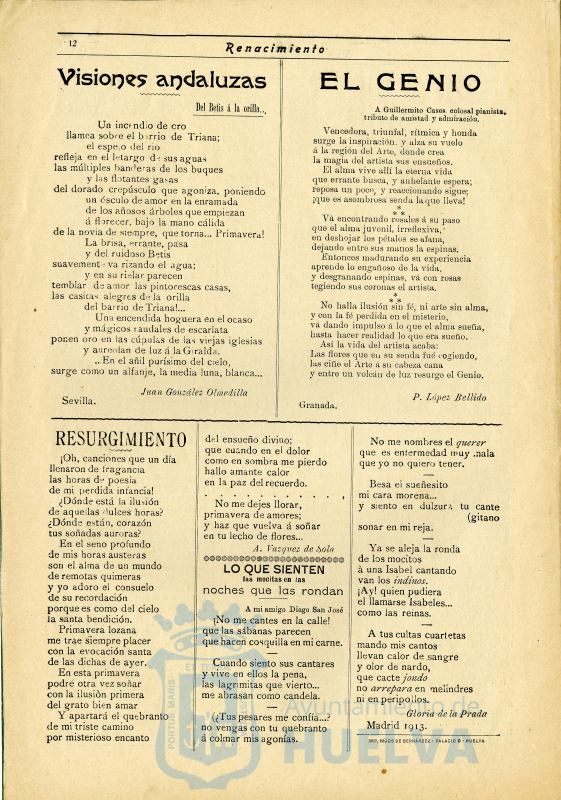 12
Renacimiento
Visiones andaluzas
Del Betis á la orilla...
Un incendio de oro
llamea sobre el barrio de Triana;
el espejo del río
refleja en el letargo de sus aguas
las múltiples banderas de los buques
y las flotantes gasas
del dorado crepúsculo que agoniza, poniendo
un ósculo de amor en la enramada
de los añosos árboles que empiezan
á florecer, bajo la mano cálida
de la novia de siempre, que torna... Primavera!
La brisa, errante, pasa
y del ruidoso Betis
suavemente va rizando el agua;
y en su rielar parecen
temblar de amor las pintorescas casas,
las casitas alegres de la orilla
del barrio de Triana!...
Una encendida hoguera en el ocaso
y mágicos raudales de escarlata
ponen oro en las cúpulas de las viejas iglesias
y aureolan de luz á la Giralda.
...En el añil purísimo del cielo,
surge como un alfanje, la media luna, blanca...
Juan González Olmedilla
Sevilla.
EL GENIO
A Guillermito Casos colosal pianista,
tributo de amistad y admiración.
Vencedora, triunfal, rítmica y honda
surge la inspiración, y alza su vuelo
á la región del Arte, donde crea
la magia del artista sus ensueños.
El alma vive allí la eterna vida
que errante busca, y anhelante espera;
reposa un poco, y reaccionando sigue;
¡que es asombrosa senda la que lleva!
*
* *
Vá encontrando rosales á su paso
que el alma juvenil, irreflexiva,
en deshojar los pétalos se afana,
dejando entre sus manos la espinas.
Entonces madurando su experiencia
aprende lo engañoso de la vida,
y desgranando espinas, vá con rosas
tegiendo sus coronas el artista.
*
* *
No halla ilusión sin fé, ni arte sin alma,
y con la fé perdida en el misterio,
vá dando impulso á lo que el alma sueña,
hasta hacer realidad lo que era sueño.
Así la vida del artista acaba:
Las flores que en su senda fué cogiendo,
las ciñe el Arte á su cabeza cana
y entre un volcán de luz resurgo el Genio.
P. López Bellido
Granada.
RESURGIMIENTO
¡Oh, canciones que un día
llenaron de fragancia
las horas de poesía
de mi perdida infancia!
¿Dónde está la ilusión
de aquellas dulces horas?
¿Dónde están, corazón
tus soñadas auroras?
En el seno profundo
de mis horas austeras
son el alma de un mundo
de remotas quimeras
y yo adoro el consuelo
de su recordación
porque es como del cielo
la santa bendición.
Primavera lozana
me trae siempre placer
con la evocación santa
de las dichas de ayer.
En esta primavera
podré otra vez soñar
con la ilusión primera
del grato bien amar
Y apartará el quebranto
de mi triste camino
por misterioso encanto
del ensueño divino;
que cuando en el dolor
como en sombra me pierdo
hallo amante calor
en la paz del recuerdo.
. . . . . . . . . . . . . . .
No me dejes llorar,
primavera de amores;
y haz que vuelva á soñar
en tu lecho de flores...
A. Vazquez de Sola
LO QUE SIENTEN
las mocitas en las
noches que las rondan
A mi amigo Diego San José
¡No me cantes en la calle!
que las sábanas parecen
que hacen cosquilla en mi carne.
—
Cuando siento sus cantares
y vive en ellos la pena,
las lagrimitas que vierto...
me abrasan como candela.
—
(¿Tus pesares me confía...?
no vengas con tu quebranto
á colmar mis agonías.
No me nombres el querer
que es enfermedad muy mala
que yo no quiero tener.
—
Besa el sueñesito
mi cara morena...
y siento en dulzura tu cante
(gitano
sonar en mi reja.
—
Ya se aleja la ronda
de los mocitos
á una Isabel cantando
van los indinos.
¡Ay! quien pudiera
el llamarse Isabeles...
como las reinas.
—
A tus cultas cuartetas
mando mis cantos
llevan calor de sangre
y olor de nardo,
que cacte jondo
no arrepara en melindres
ni en peripollos.
Gloria de la Prada
Madrid 1913.
IMP. HIJOS DE BERNÁRDEZ - PALACIO 9 - HUELVA
PORTUS MARIS
Ayuntamiento de
HUELVA